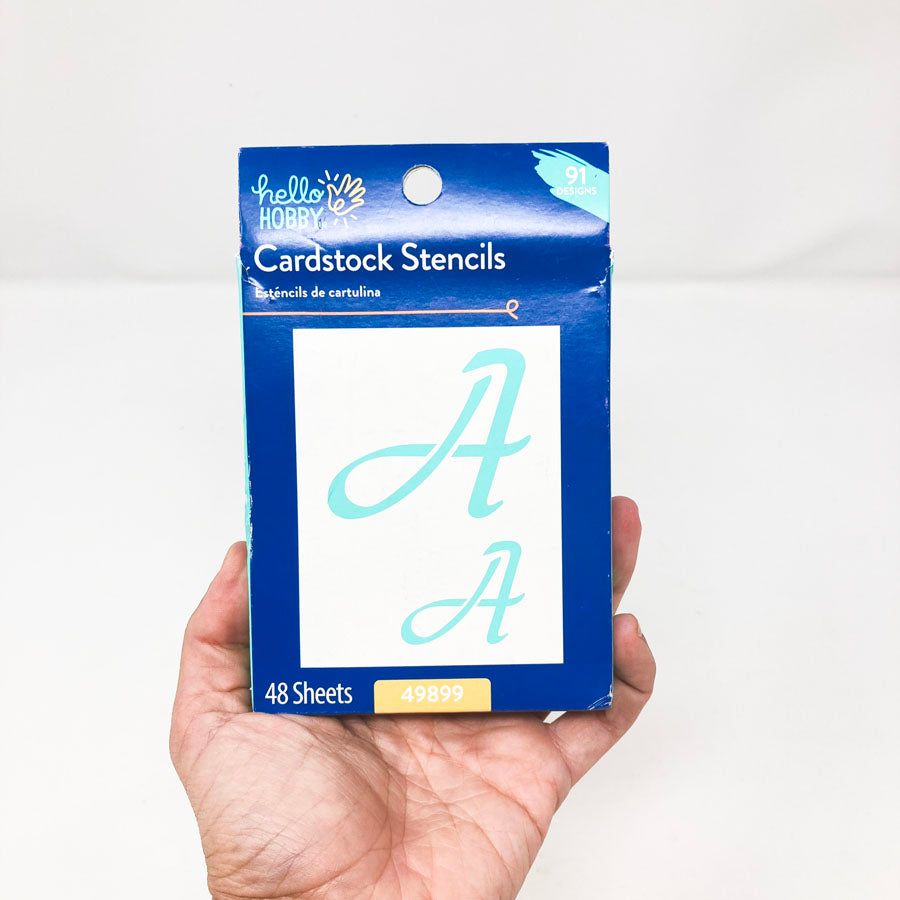 hello
HOBBY
91
DESIGNS
Cardstock Stencils
Esténcils de cartulina
A
A
48 Sheets
49899